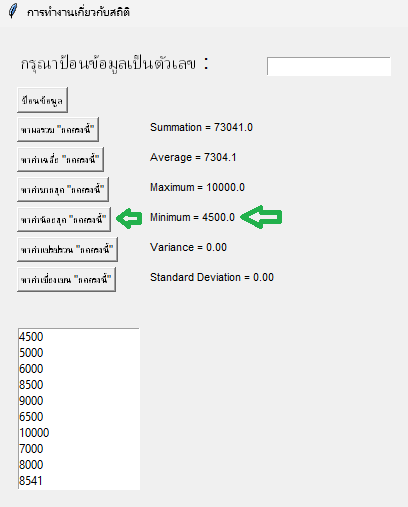 การทำงานเกี่ยวกับสถิติ
กรุณาป้อนข้อมูลเป็นตัวเลข :
ป้อนข้อมูล
หาผลรวม "กดตรงนี้" Summation = 73041.0
หาค่าเฉลี่ย "กดตรงนี้" Average = 7304.1
หาค่ามากสุด "กดตรงนี้" Maximum = 10000.0
หาค่าน้อยสุด "กดตรงนี้" Minimum = 4500.0
หาค่าแปรปรวน "กดตรงนี้" Variance = 0.00
หาค่าเบี่ยงเบน "กดตรงนี้" Standard Deviation = 0.00
4500
5000
6000
8500
9000
6500
10000
7000
8000
8541